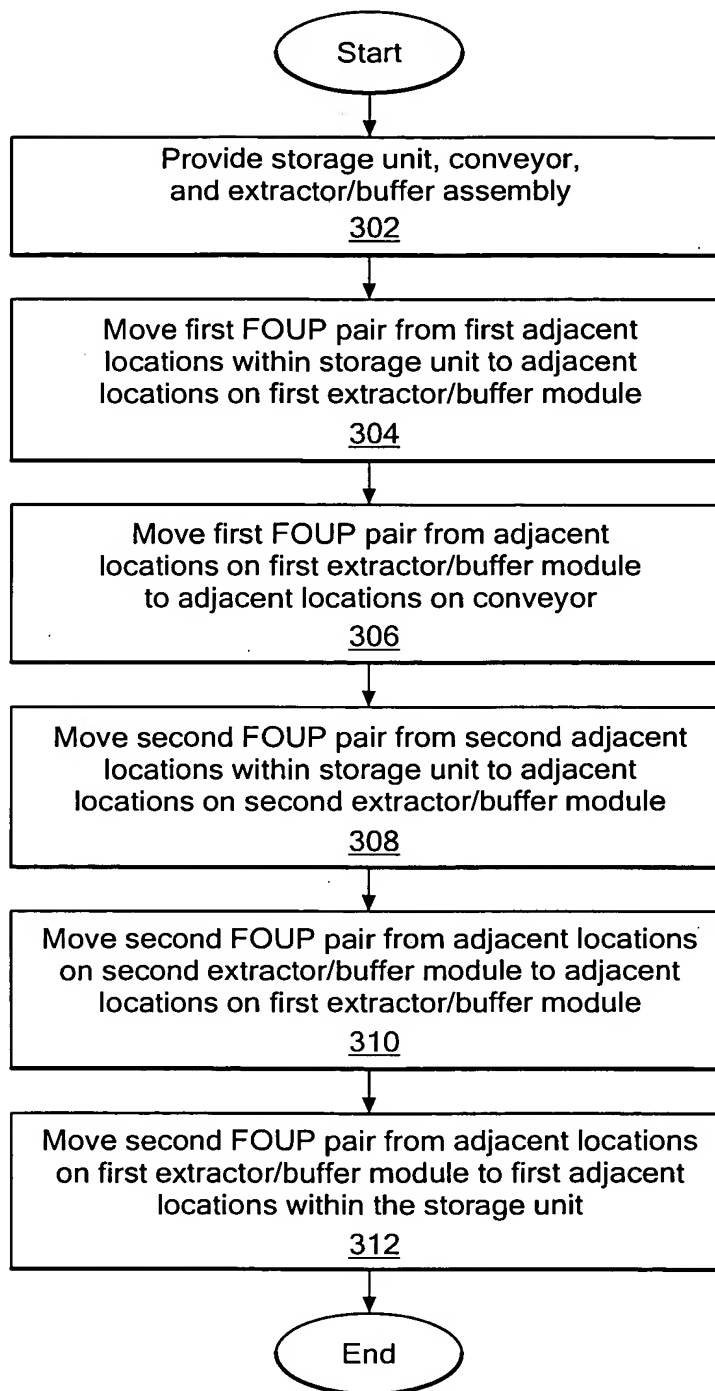 Start
Provide storage unit, conveyor,
and extractor/buffer assembly
302
Move first FOUP pair from first adjacent
locations within storage unit to adjacent
locations on first extractor/buffer module
304
Move first FOUP pair from adjacent
locations on first extractor/buffer module
to adjacent locations on conveyor
306
Move second FOUP pair from second adjacent
locations within storage unit to adjacent
locations on second extractor/buffer module
308
Move second FOUP pair from adjacent locations
on second extractor/buffer module to adjacent
locations on first extractor/buffer module
310
Move second FOUP pair from adjacent locations
on first extractor/buffer module to first adjacent
locations within the storage unit
312
End